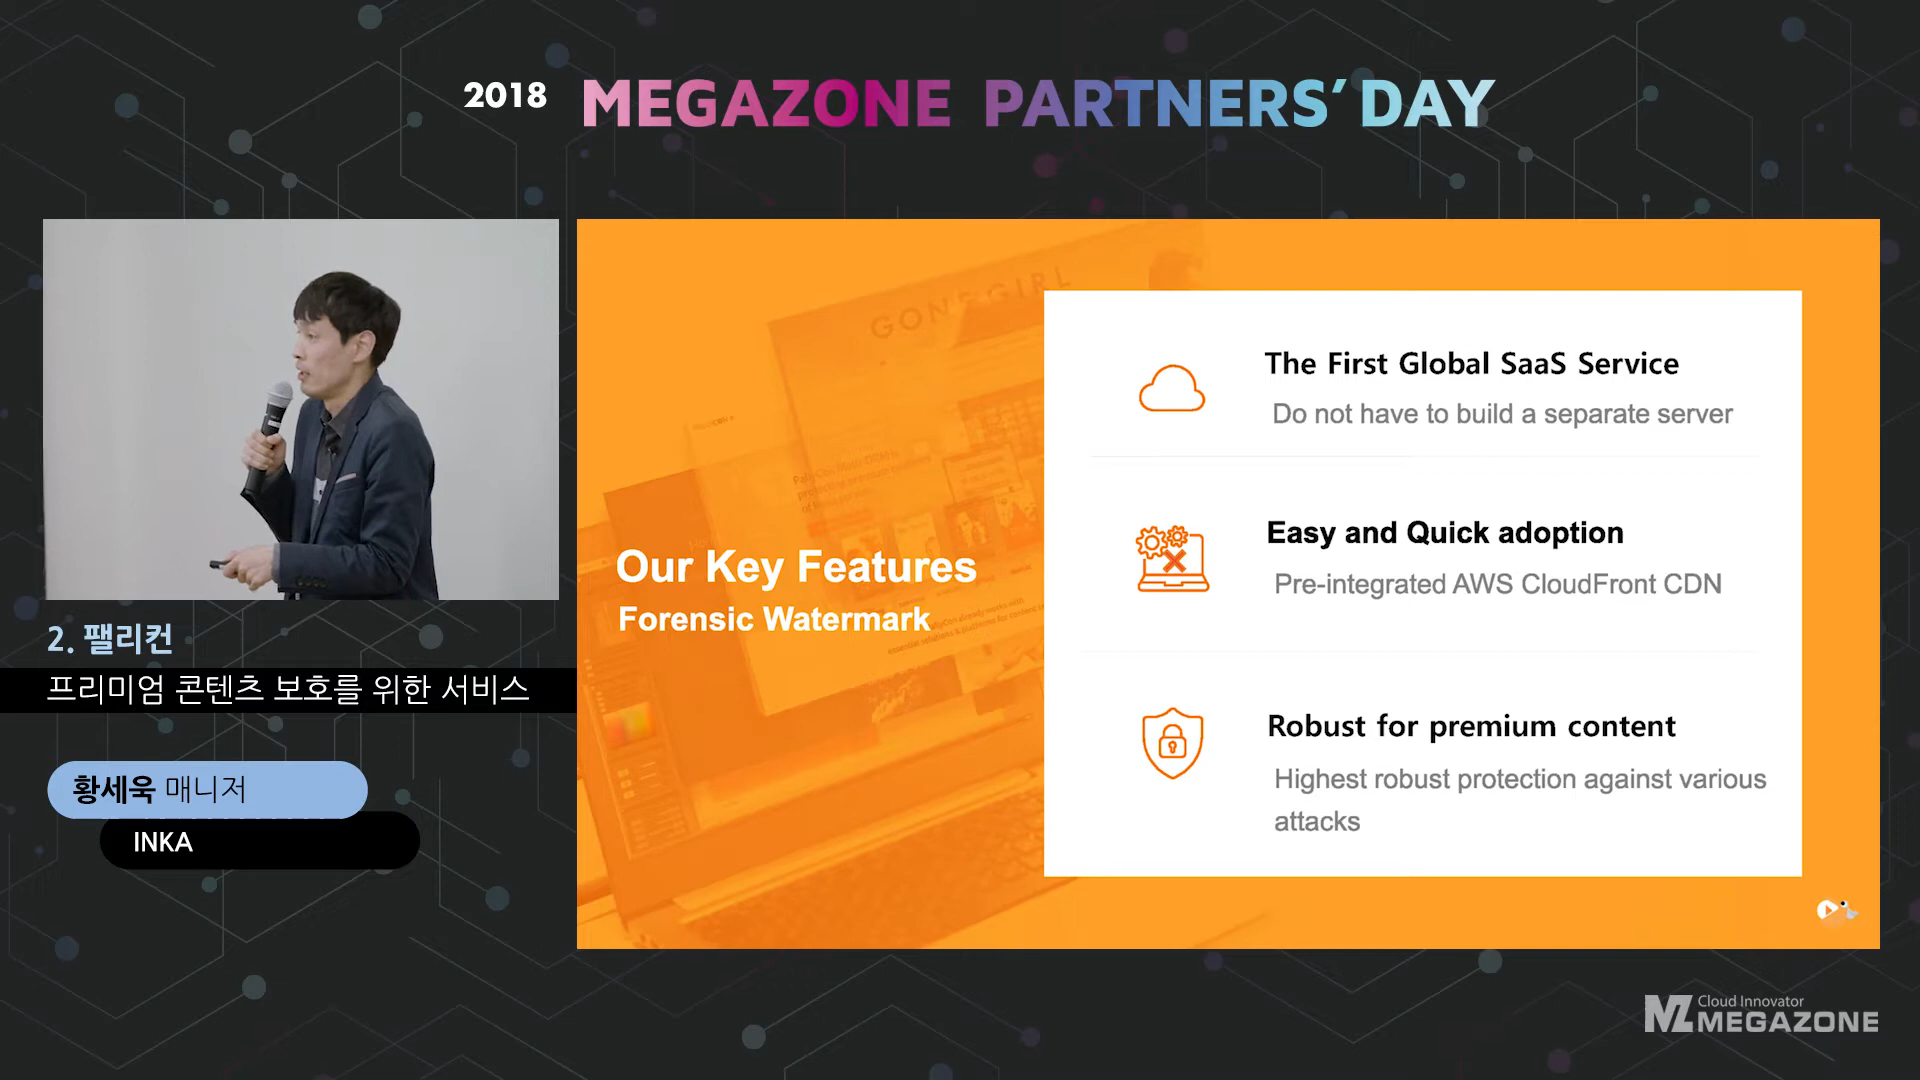 2018 MEGAZONE PARTNERS' DAY
2. 팰리컨
프리미엄 콘텐츠 보호를 위한 서비스
황세욱 매니저
INKA
GONE GIRL
Our Key Features
Forensic Watermark
The First Global SaaS Service
Do not have to build a separate server
Easy and Quick adoption
Pre-integrated AWS CloudFront CDN
Robust for premium content
Highest robust protection against various
attacks
Cloud Innovator
MEGAZONE